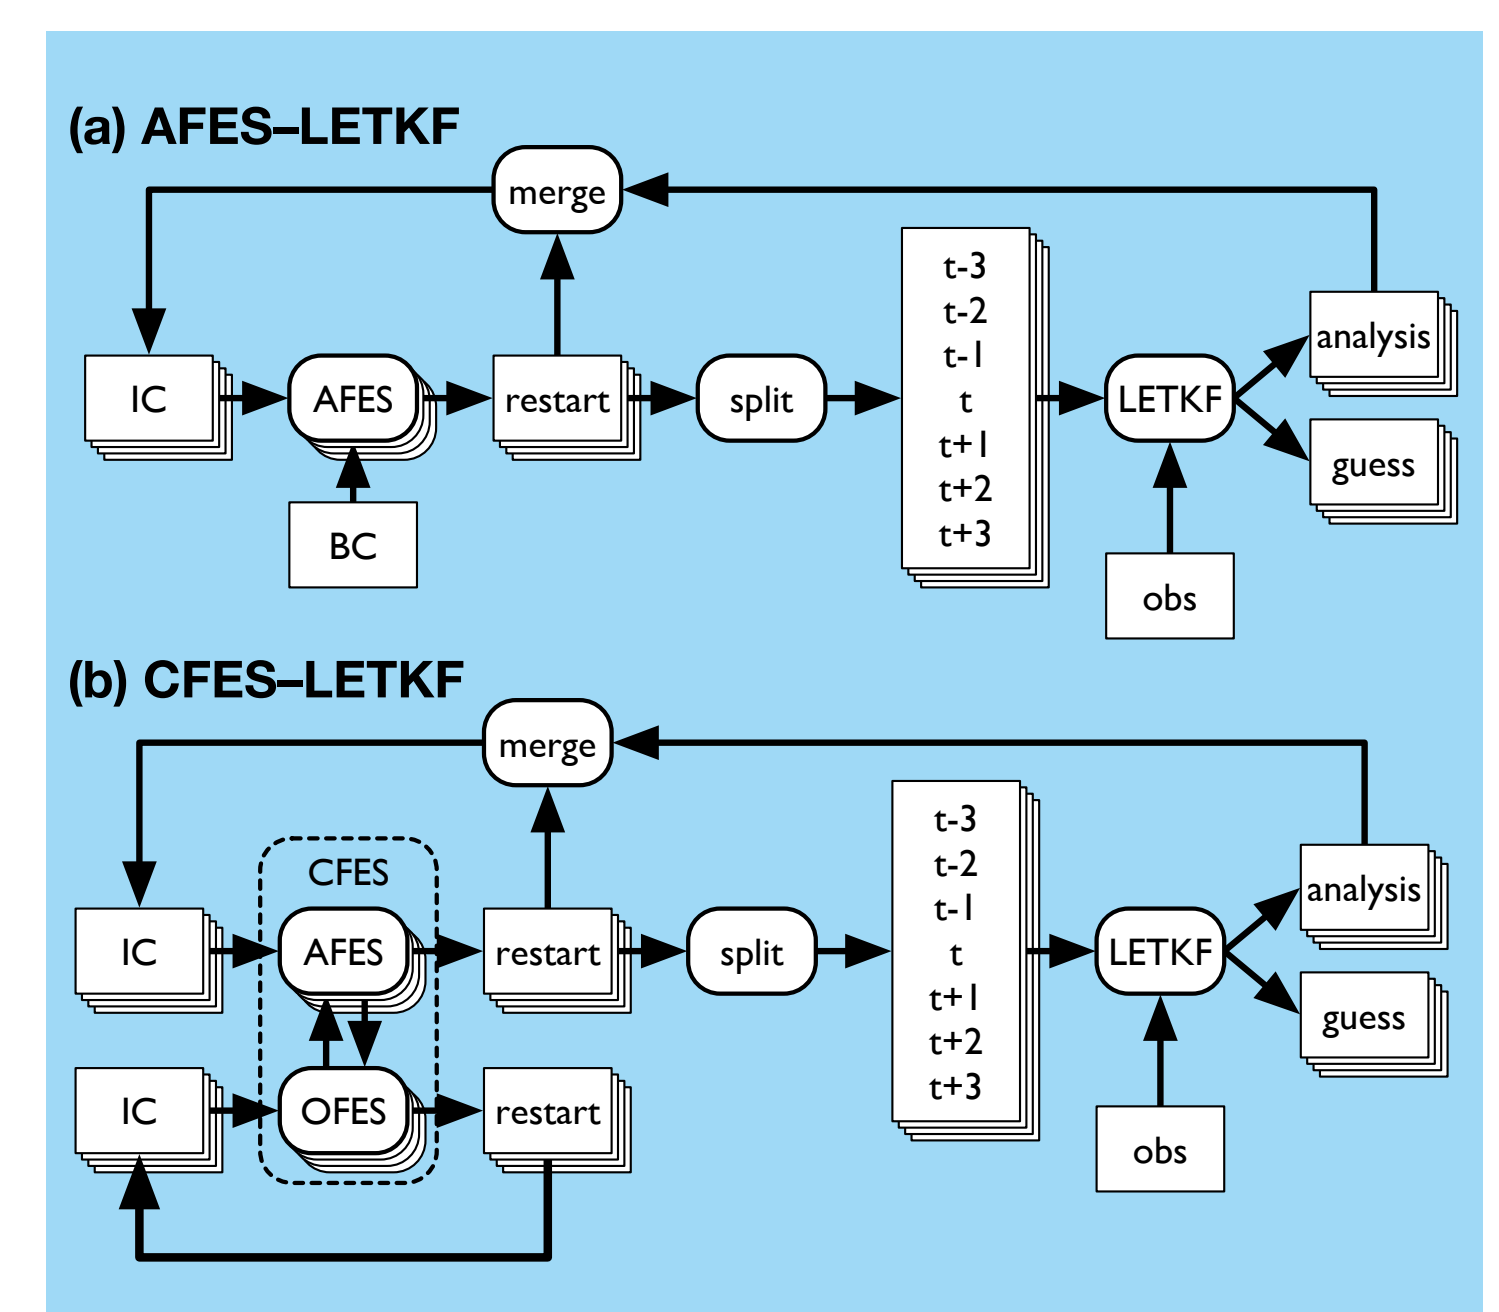 (a) AFES–LETKF
merge
IC
AFES
restart
split
t-3
t-2
t-1
t
t+1
t+2
t+3
LETKF
analysis
guess
BC
obs
(b) CFES–LETKF
merge
CFES
IC
AFES
restart
split
t-3
t-2
t-1
t
t+1
t+2
t+3
LETKF
analysis
guess
IC
OFES
restart
obs